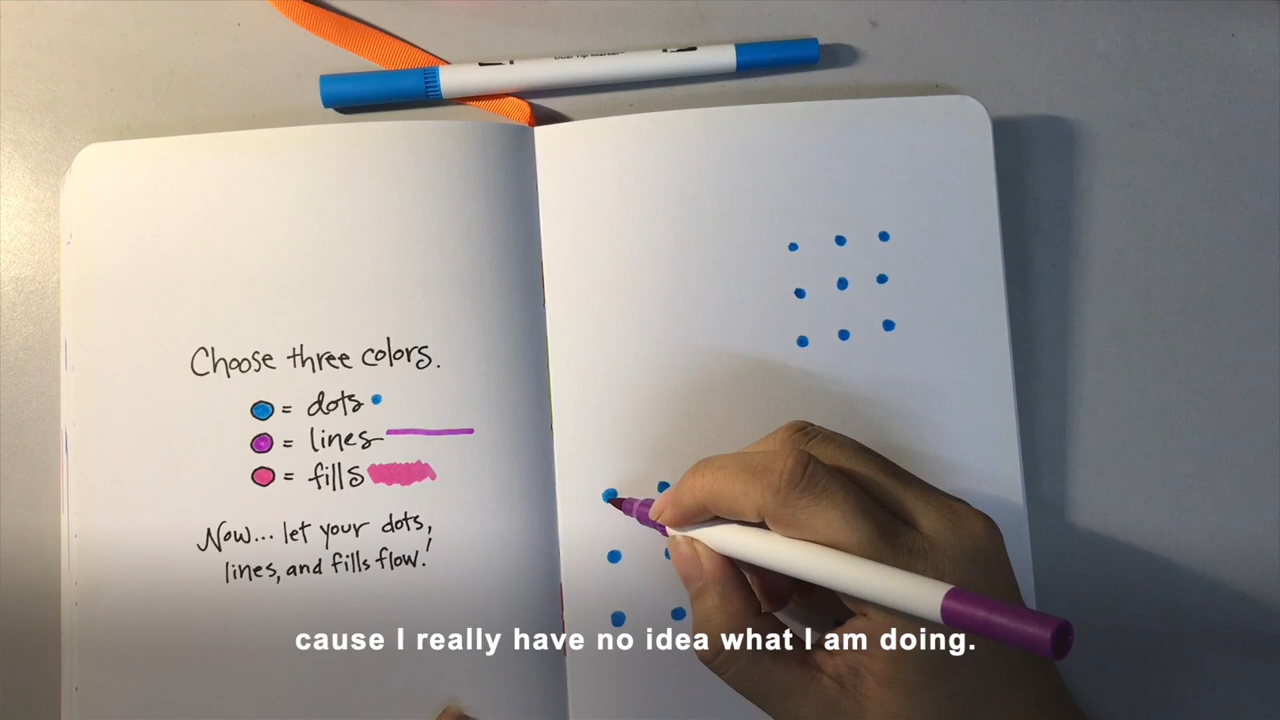 Choose three colors.
= dots
= lines
= fills
Now... let your dots,
lines, and fills flow!
cause I really have no idea what I am doing.